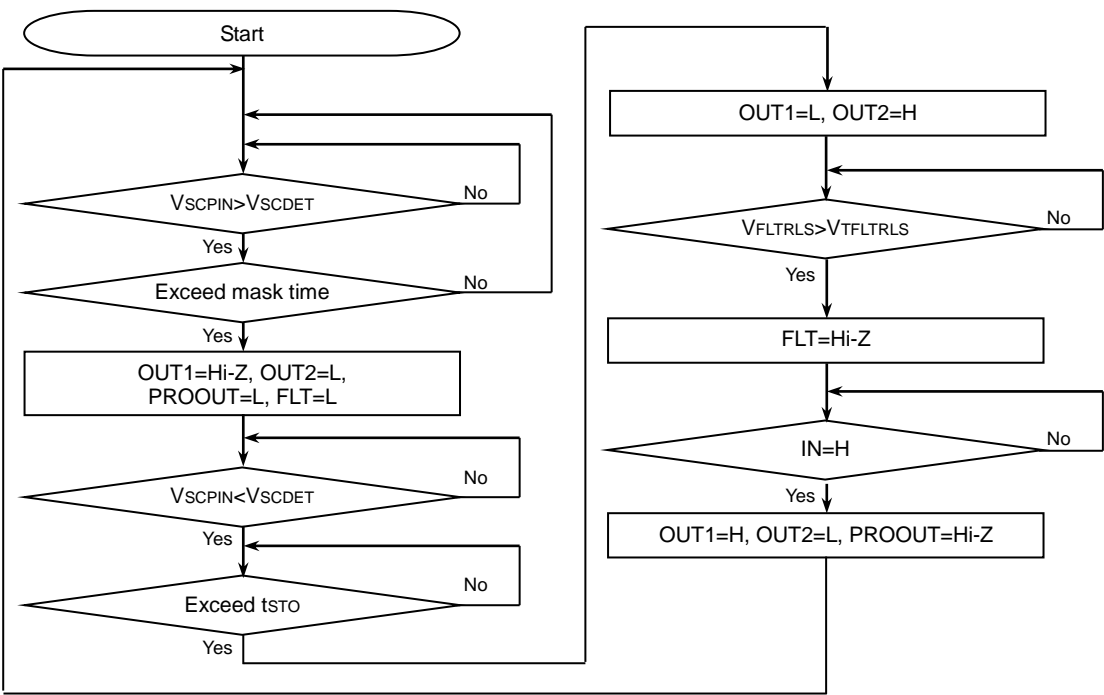 Start
VSCPIN>VSCDET
No
Yes
Exceed mask time
No
Yes
OUT1=Hi-Z, OUT2=L,
PROOUT=L, FLT=L
VSCPIN<VSCDET
No
Yes
Exceed tSTO
No
Yes
OUT1=L, OUT2=H
VFLTRLS>VTFLTRLS
No
Yes
FLT=Hi-Z
IN=H
No
Yes
OUT1=H, OUT2=L, PROOUT=Hi-Z